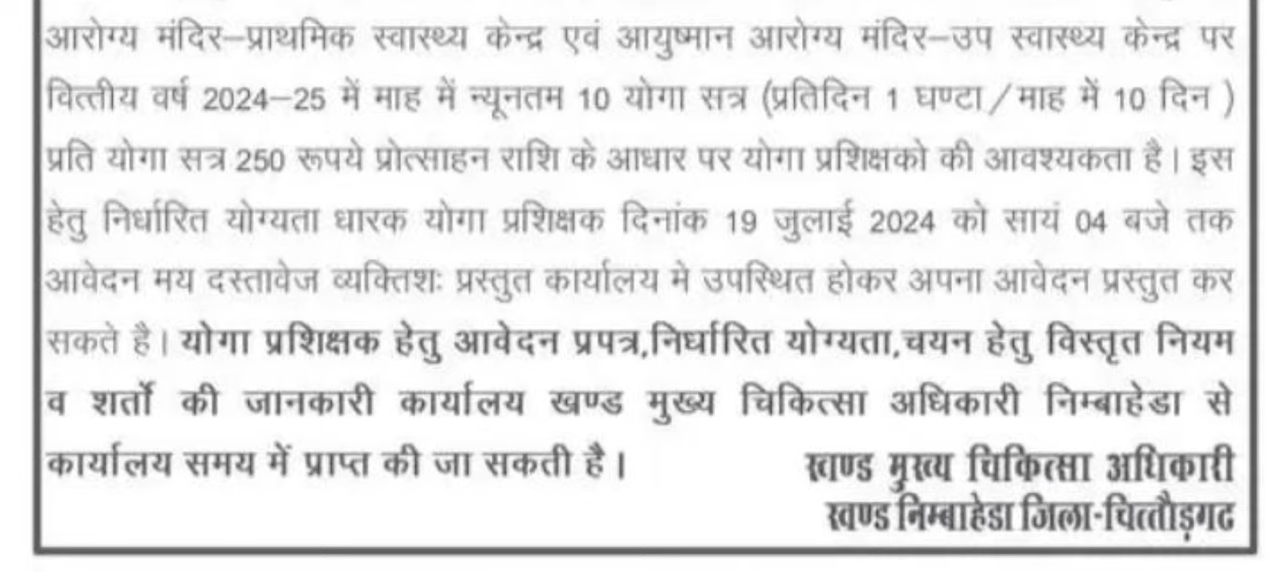 आरोग्य मंदिर–प्राथमिक स्वास्थ्य केन्द्र एवं आयुष्मान आरोग्य मंदिर–उप स्वास्थ्य केन्द्र पर
वित्तीय वर्ष 2024–25 में माह में न्यूनतम 10 योगा सत्र (प्रतिदिन 1 घण्टा/माह में 10 दिन )
प्रति योगा सत्र 250 रूपये प्रोत्साहन राशि के आधार पर योगा प्रशिक्षको की आवश्यकता है। इस
हेतु निर्धारित योग्यता धारक योगा प्रशिक्षक दिनांक 19 जुलाई 2024 को सायं 04 बजे तक
आवेदन मय दस्तावेज व्यक्तिशः प्रस्तुत कार्यालय मे उपस्थित होकर अपना आवेदन प्रस्तुत कर
सकते है। योगा प्रशिक्षक हेतु आवेदन प्रपत्र,निर्धारित योग्यता,चयन हेतु विस्तृत नियम
व शर्तो की जानकारी कार्यालय खण्ड मुख्य चिकित्सा अधिकारी निम्बाहेडा से
कार्यालय समय में प्राप्त की जा सकती है।
खण्ड मुख्य चिकित्सा अधिकारी
खण्ड निम्बाहेडा जिला-चित्तौड़गढ